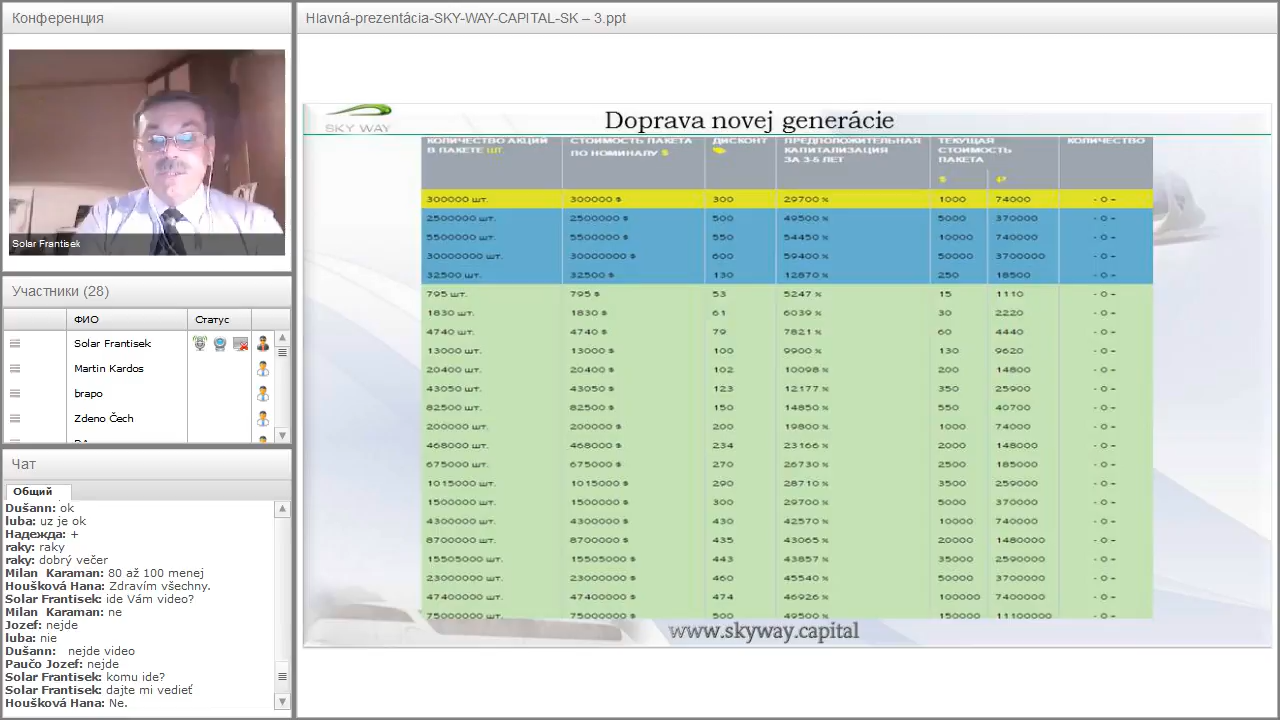 Конференция
Hlavná-prezentácia-SKY-WAY-CAPITAL-SK – 3.ppt
Solar Frantisek
Участники (28)
ФИО Статус
Solar Frantisek
Martin Kardos
brapo
Zdeno Čech
Чат
Общий
Dušann: ok
luba: uz je ok
Надежда: +
raky: raky
raky: dobrý večer
Milan Karaman: 80 až 100 menej
Houšková Hana: Zdravím všechny.
Solar Frantisek: ide Vám video?
Milan Karaman: ne
Jozef: nejde
luba: nie
Dušann: nejde video
Paučo Jozef: nejde
Solar Frantisek: komu ide?
Solar Frantisek: dajte mi vedieť
Houšková Hana: Ne.
SKY WAY
Doprava novej generácie
КОЛИЧЕСТВО АКЦИЙ СТОИМОСТЬ ПАКЕТА ДИСКОНТ ПРЕДПОЛОЖИТЕЛЬНАЯ ТЕКУЩАЯ КОЛИЧЕСТВО
В ПАКЕТЕ ШТ. ПО НОМИНАЛУ $ КАПИТАЛИЗАЦИЯ СТОИМОСТЬ
ЗА 3-5 ЛЕТ ПАКЕТА
$ ₽
300000 шт. 300000 $ 300 29700 % 1000 74000 - 0 +
2500000 шт. 2500000 $ 500 49500 % 5000 370000 - 0 +
5500000 шт. 5500000 $ 550 54450 % 10000 740000 - 0 +
30000000 шт. 30000000 $ 600 59400 % 50000 3700000 - 0 +
32500 шт. 32500 $ 130 12870 % 250 18500 - 0 +
795 шт. 795 $ 53 5247 % 15 1110 - 0 +
1830 шт. 1830 $ 61 6039 % 30 2220 - 0 +
4740 шт. 4740 $ 79 7821 % 60 4440 - 0 +
13000 шт. 13000 $ 100 9900 % 130 9620 - 0 +
20400 шт. 20400 $ 102 10098 % 200 14800 - 0 +
43050 шт. 43050 $ 123 12177 % 350 25900 - 0 +
82500 шт. 82500 $ 150 14850 % 550 40700 - 0 +
200000 шт. 200000 $ 200 19800 % 1000 74000 - 0 +
468000 шт. 468000 $ 234 23166 % 2000 148000 - 0 +
675000 шт. 675000 $ 270 26730 % 2500 185000 - 0 +
1015000 шт. 1015000 $ 290 28710 % 3500 259000 - 0 +
1500000 шт. 1500000 $ 300 29700 % 5000 370000 - 0 +
4300000 шт. 4300000 $ 430 42570 % 10000 740000 - 0 +
8700000 шт. 8700000 $ 435 43065 % 20000 1480000 - 0 +
15505000 шт. 15505000 $ 443 43857 % 35000 2590000 - 0 +
23000000 шт. 23000000 $ 460 45540 % 50000 3700000 - 0 +
47400000 шт. 47400000 $ 474 46926 % 100000 7400000 - 0 +
75000000 шт. 75000000 $ 500 49500 % 150000 11100000 - 0 +
www.skyway.capital